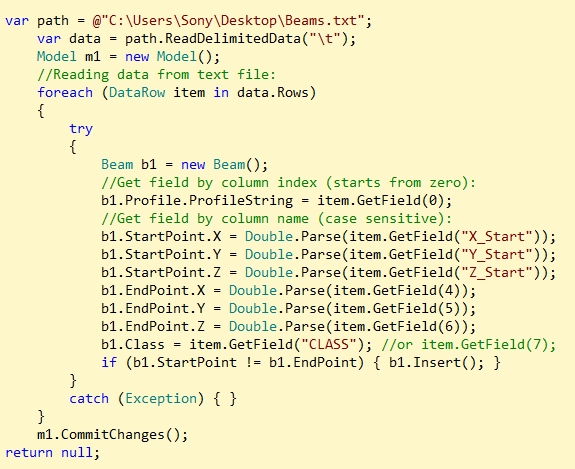 var path = @"C:\Users\Sony\Desktop\Beams.txt";
var data = path.ReadDelimitedData("\t");
Model m1 = new Model();
//Reading data from text file:
foreach (DataRow item in data.Rows)
{
try
{
Beam b1 = new Beam();
//Get field by column index (starts from zero):
b1.Profile.ProfileString = item.GetField(0);
//Get field by column name (case sensitive):
b1.StartPoint.X = Double.Parse(item.GetField("X_Start"));
b1.StartPoint.Y = Double.Parse(item.GetField("Y_Start"));
b1.StartPoint.Z = Double.Parse(item.GetField("Z_Start"));
b1.EndPoint.X = Double.Parse(item.GetField(4));
b1.EndPoint.Y = Double.Parse(item.GetField(5));
b1.EndPoint.Z = Double.Parse(item.GetField(6));
b1.Class = item.GetField("CLASS"); //or item.GetField(7);
if (b1.StartPoint != b1.EndPoint) { b1.Insert(); }
}
catch (Exception) { }
}
m1.CommitChanges();
return null;